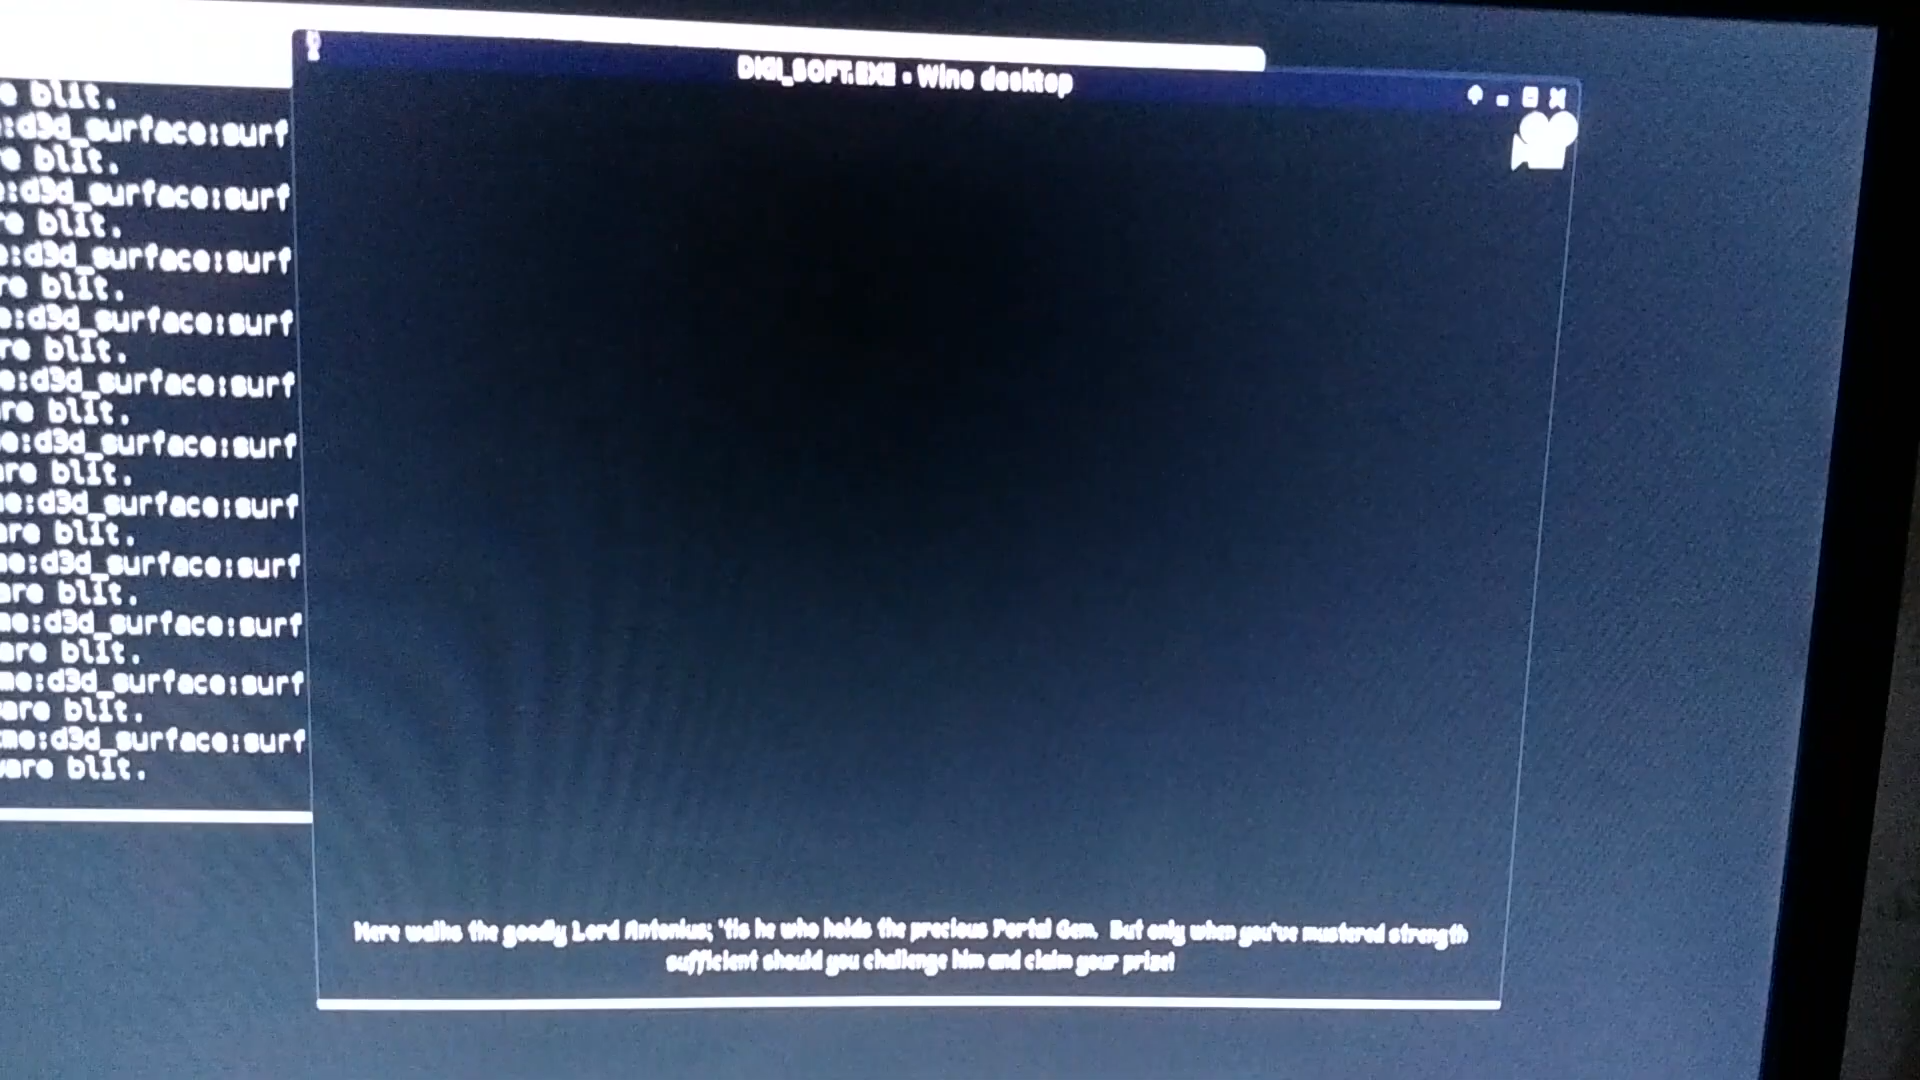 DIGI_SOFT.EXE - Wine desktop
e blit.
:d3d_surface:surf
e blit.
:d3d_surface:surf
re blit.
e:d3d_surface:surf
re blit.
e:d3d_surface:surf
re blit.
e:d3d_surface:surf
re blit.
e:d3d_surface:surf
are blit.
me:d3d_surface:surf
are blit.
me:d3d_surface:surf
are blit.
me:d3d_surface:surf
are blit.
me:d3d_surface:surf
are blit.
me:d3d_surface:surf
ware blit.
Here walks the goodly Lord Antonius; 'tis he who holds the precious Portal Gem. But only when you've mustered strength
sufficient should you challenge him and claim your prize!